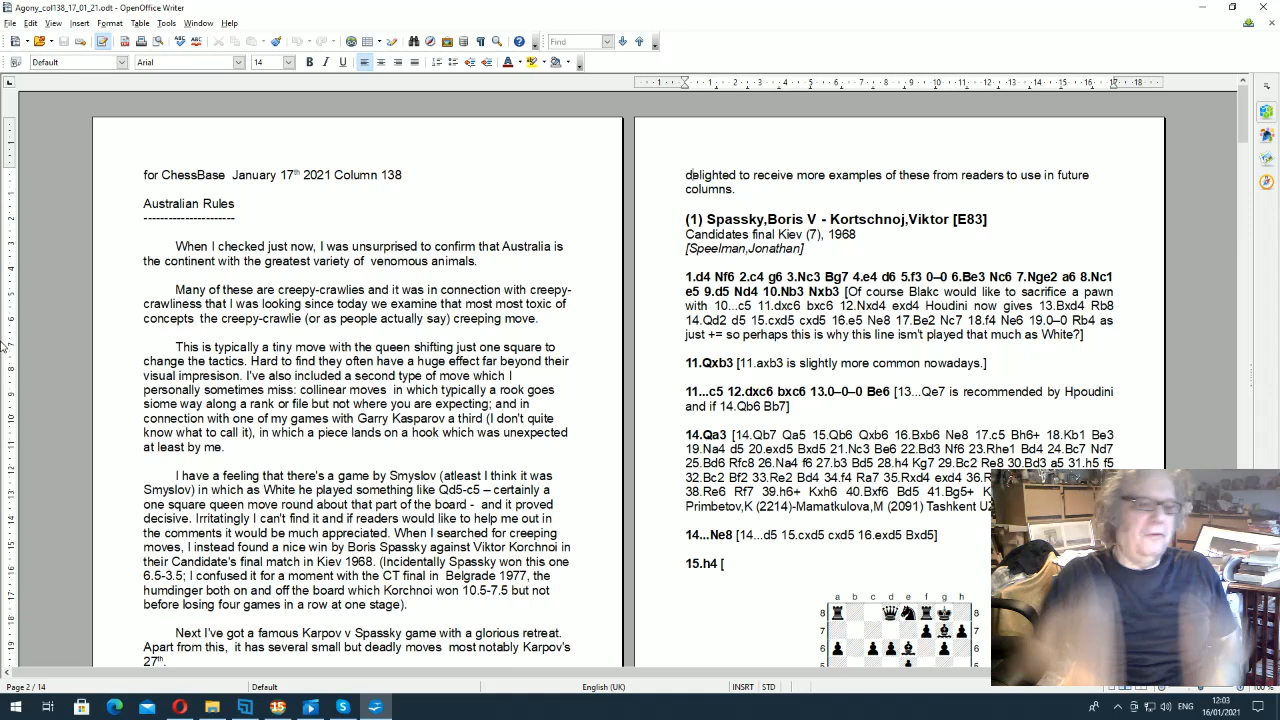 Agony_col138_17_01_21.odt - OpenOffice Writer
File Edit View Insert Format Table Tools Window Help
Find
Default Arial 14
for ChessBase January 17th 2021 Column 138
Australian Rules
----------------------
When I checked just now, I was unsurprised to confirm that Australia is
the continent with the greatest variety of venomous animals.
Many of these are creepy-crawlies and it was in connection with creepy-
crawliness that I was looking since today we examine that most most toxic of
concepts the creepy-crawlie (or as people actually say) creeping move.
This is typically a tiny move with the queen shifting just one square to
change the tactics. Hard to find they often have a huge effect far beyond their
visual impresison. I've also included a second type of move which I
personally sometimes miss: collinear moves in which typically a rook goes
siome way along a rank or file but not where you are expecting; and in
connection with one of my games with Garry Kasparov a third (I don't quite
know what to call it), in which a piece lands on a hook which was unexpected
at least by me.
I have a feeling that there's a game by Smyslov (atleast I think it was
Smyslov) in which as White he played something like Qd5-c5 – certainly a
one square queen move round about that part of the board - and it proved
decisive. Irritatingly I can't find it and if readers would like to help me out in
the comments it would be much appreciated. When I searched for creeping
moves, I instead found a nice win by Boris Spassky against Viktor Korchnoi in
their Candidate's final match in Kiev 1968. (Incidentally Spassky won this one
6.5-3.5; I confused it for a moment with the CT final in Belgrade 1977, the
humdinger both on and off the board which Korchnoi won 10.5-7.5 but not
before losing four games in a row at one stage).
Next I've got a famous Karpov v Spassky game with a glorious retreat.
Apart from this, it has several small but deadly moves most notably Karpov's
27th.
delighted to receive more examples of these from readers to use in future
columns.
(1) Spassky,Boris V - Kortschnoj,Viktor [E83]
Candidates final Kiev (7), 1968
[Speelman,Jonathan]
1.d4 Nf6 2.c4 g6 3.Nc3 Bg7 4.e4 d6 5.f3 0–0 6.Be3 Nc6 7.Nge2 a6 8.Nc1
e5 9.d5 Nd4 10.Nb3 Nxb3 [Of course Blakc would like to sacrifice a pawn
with 10...c5 11.dxc6 bxc6 12.Nxd4 exd4 Houdini now gives 13.Bxd4 Rb8
14.Qd2 d5 15.cxd5 cxd5 16.e5 Ne8 17.Be2 Nc7 18.f4 Ne6 19.0–0 Rb4 as
just += so perhaps this is why this line isn't played that much as White?]
11.Qxb3 [11.axb3 is slightly more common nowadays.]
11...c5 12.dxc6 bxc6 13.0–0–0 Be6 [13...Qe7 is recommended by Hpoudini
and if 14.Qb6 Bb7]
14.Qa3 [14.Qb7 Qa5 15.Qb6 Qxb6 16.Bxb6 Ne8 17.c5 Bh6+ 18.Kb1 Be3
19.Na4 d5 20.exd5 Bxd5 21.Nc3 Be6 22.Bd3 Nf6 23.Rhe1 Bd4 24.Bc7 Nd7
25.Bd6 Rfc8 26.Na4 f6 27.b3 Bd5 28.h4 Kg7 29.Bc2 Re8 30.Bd3 a5 31.h5 f5
32.Bc2 Bf2 33.Re2 Bd4 34.f4 Ra7 35.Rxd4 exd4 36.R
38.Re6 Rf7 39.h6+ Kxh6 40.Bxf6 Bd5 41.Bg5+ K
Primbetov,K (2214)-Mamatkulova,M (2091) Tashkent UZ
14...Ne8 [14...d5 15.cxd5 cxd5 16.exd5 Bxd5]
15.h4 [
a b c d e f g h
8 8
7 7
6 6
Page 2 / 14 Default English (UK) INSRT STD 100 %
ENG 12:03
16/01/2021